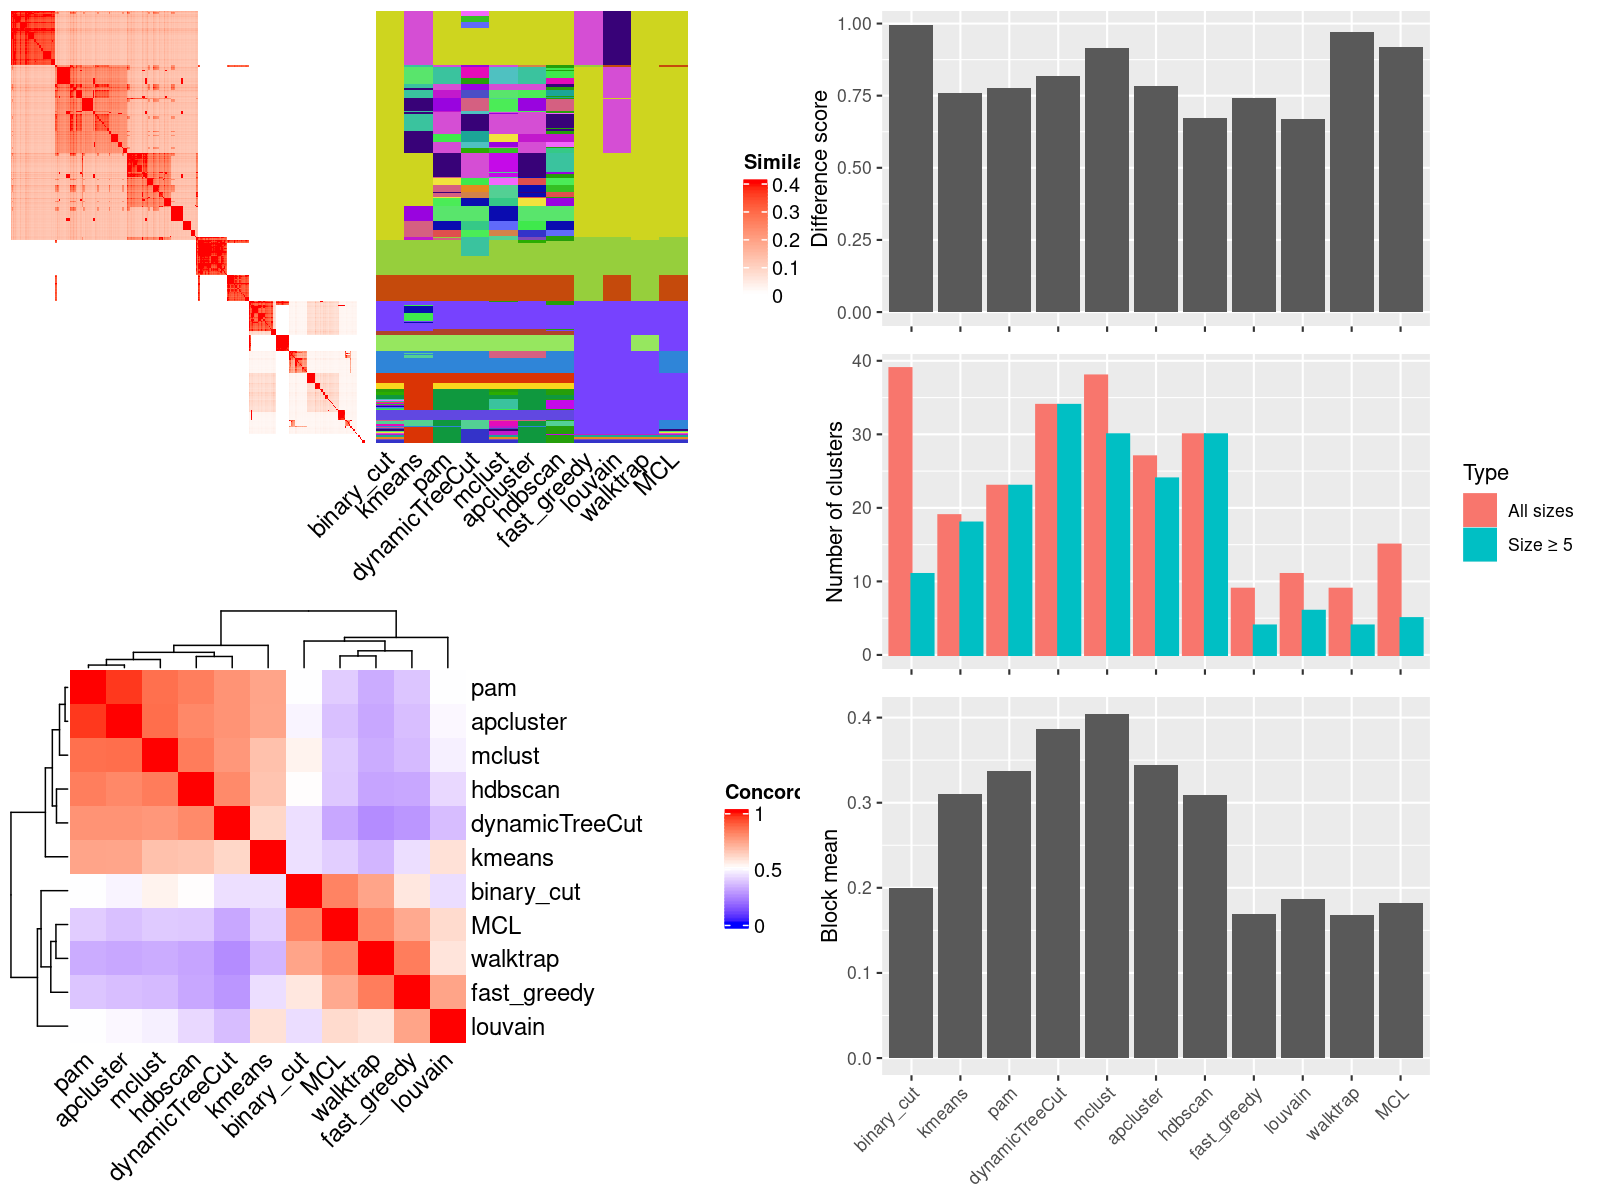 Simila
0.4
0.3
0.2
0.1
0
binary_cut
kmeans
pam
dynamicTreeCut
mclust
apcluster
hdbscan
fast_greedy
louvain
walktrap
MCL
pam
apcluster
mclust
hdbscan
dynamicTreeCut
kmeans
binary_cut
MCL
walktrap
fast_greedy
louvain
pam
apcluster
mclust
hdbscan
dynamicTreeCut
kmeans
binary_cut
MCL
walktrap
fast_greedy
louvain
Concord
1
0.5
0
Difference score
1.00
0.75
0.50
0.25
0.00
Number of clusters
40
30
20
10
0
Type
All sizes
Size ≥ 5
Block mean
0.4
0.3
0.2
0.1
0.0
binary_cut
kmeans
pam
dynamicTreeCut
mclust
apcluster
hdbscan
fast_greedy
louvain
walktrap
MCL